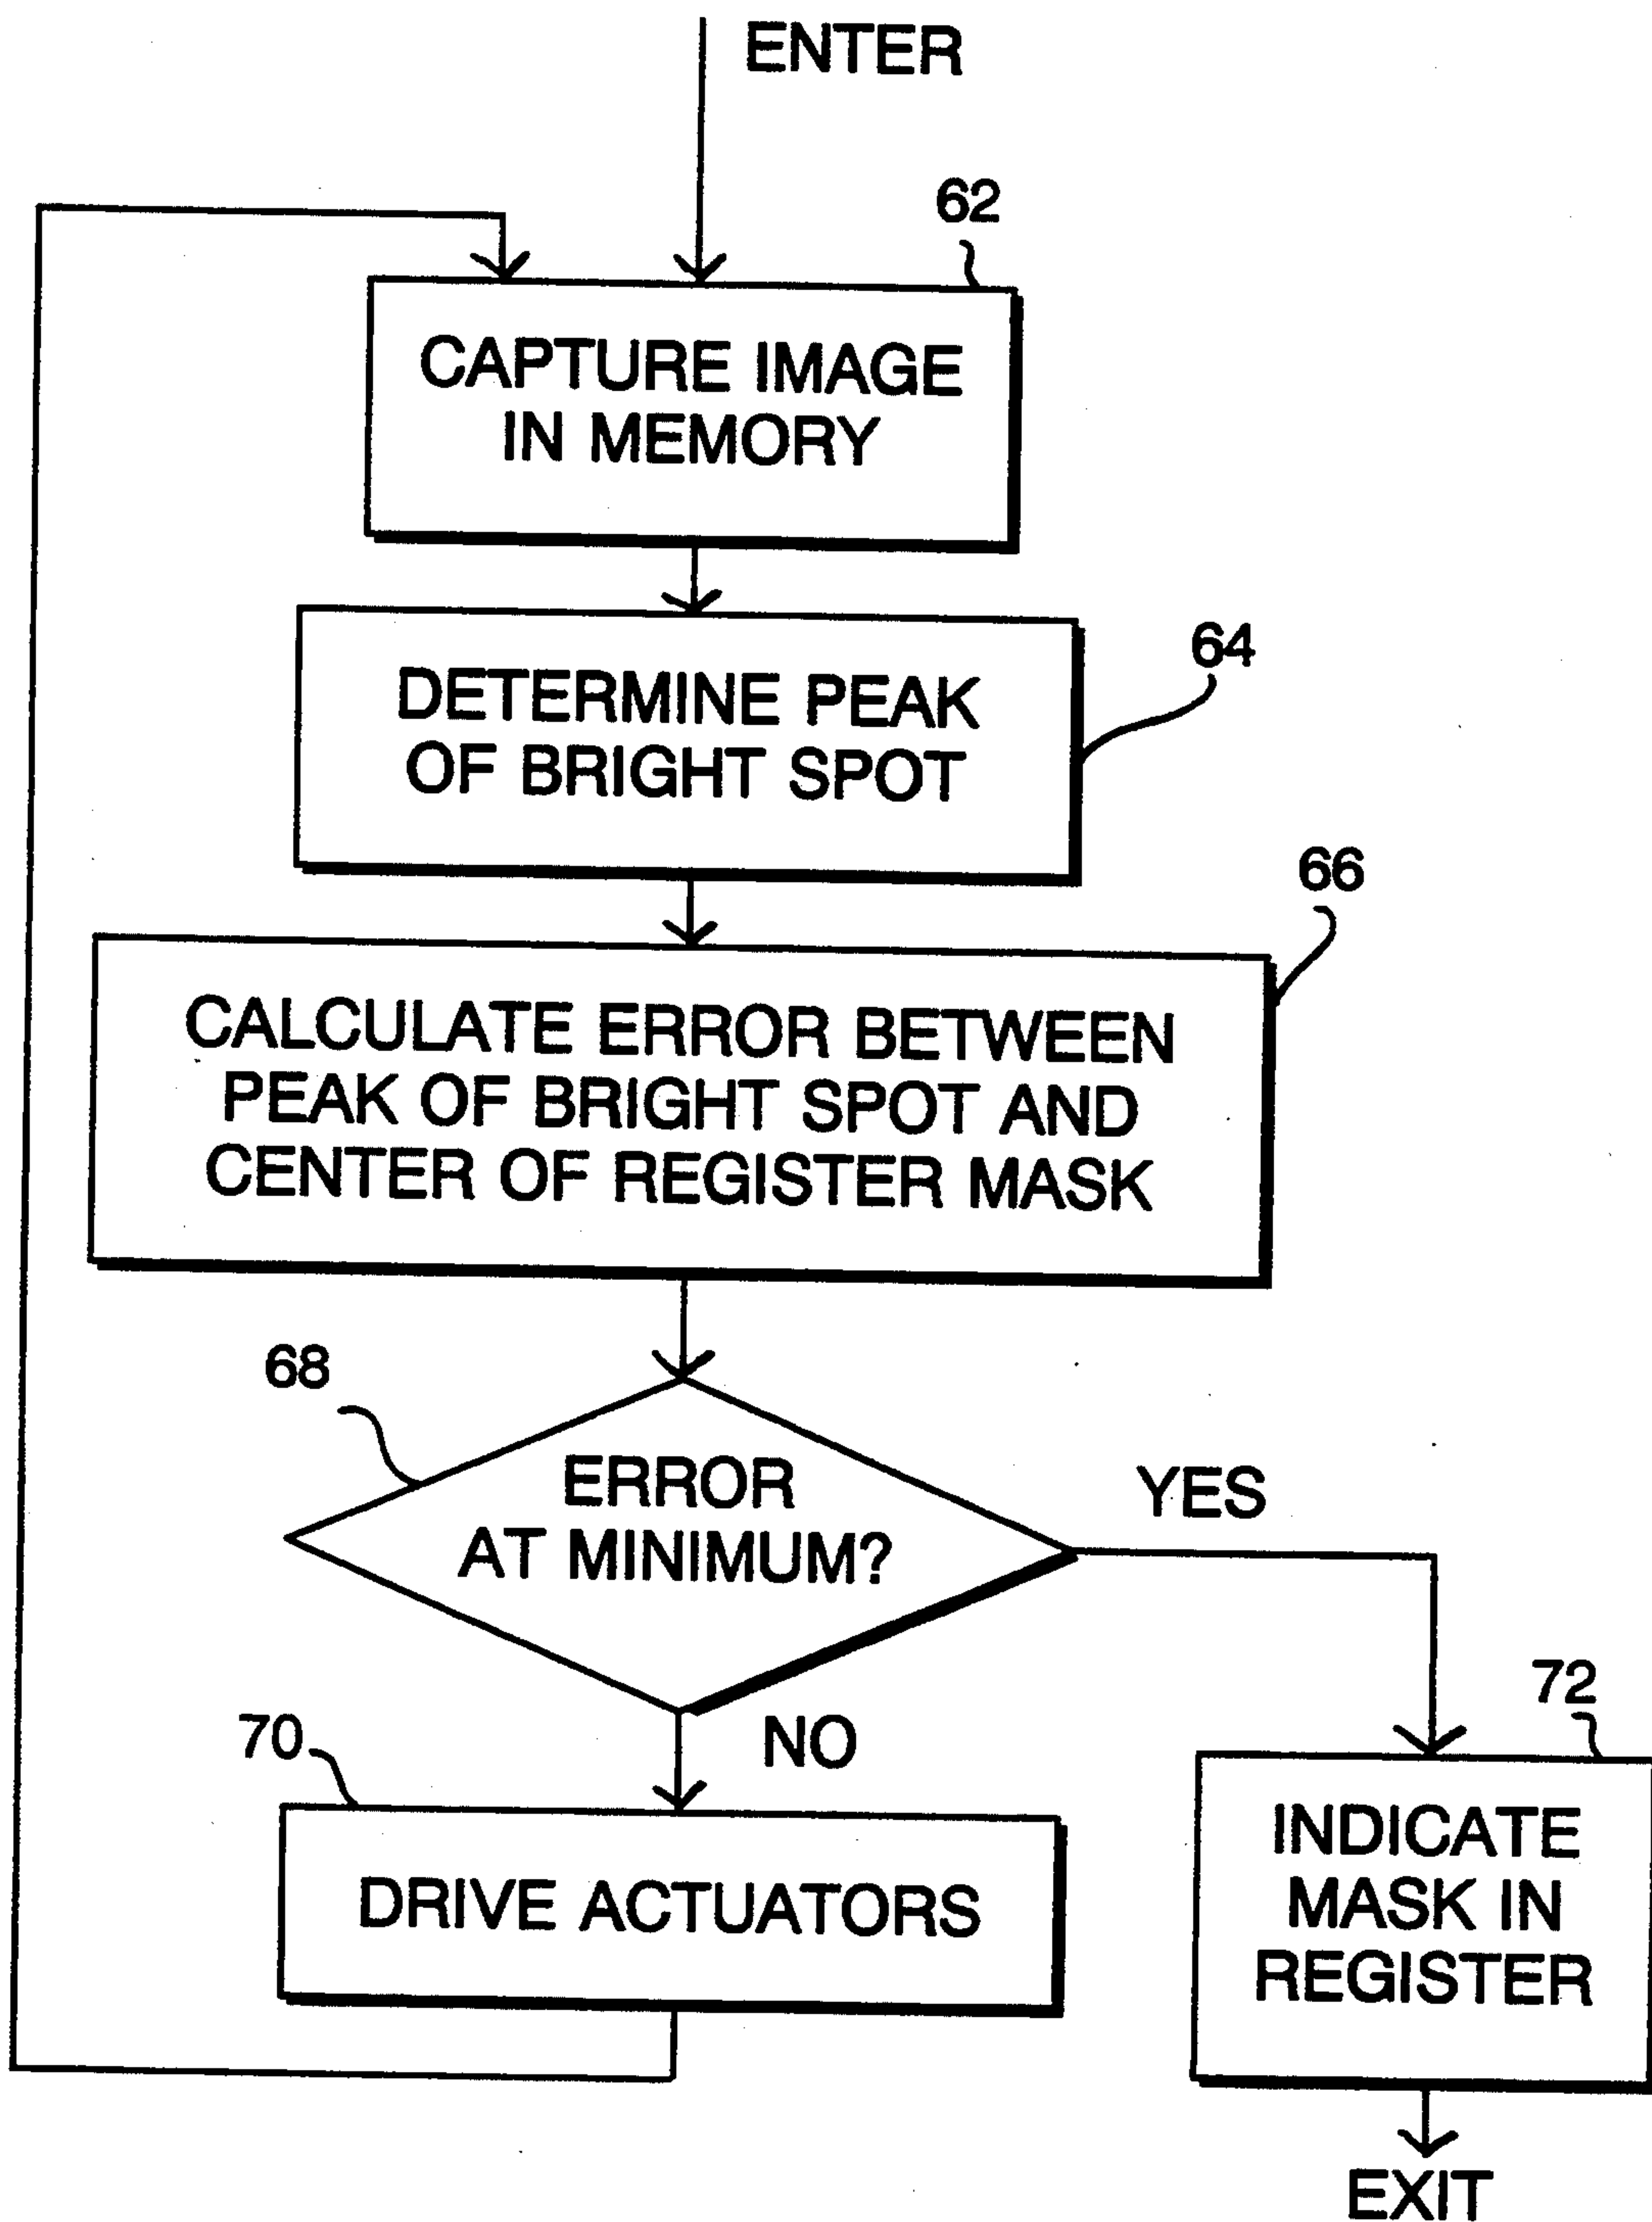 ENTER
62
CAPTURE IMAGE
IN MEMORY
64
DETERMINE PEAK
OF BRIGHT SPOT
66
CALCULATE ERROR BETWEEN
PEAK OF BRIGHT SPOT AND
CENTER OF REGISTER MASK
68
ERROR
AT MINIMUM?
YES
NO
70
DRIVE ACTUATORS
72
INDICATE
MASK IN
REGISTER
EXIT